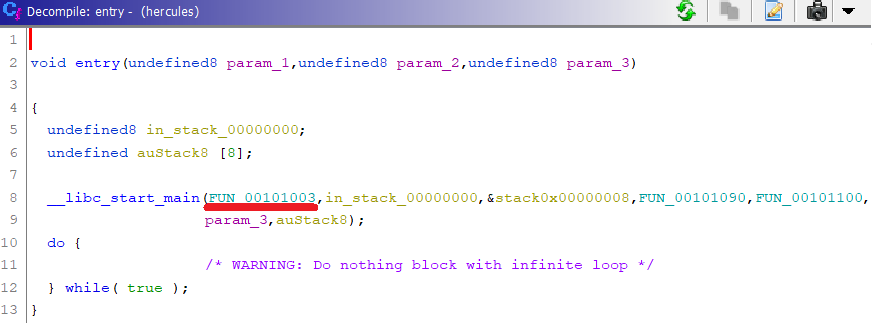 Decompile: entry - (hercules)
1
2 void entry(undefined8 param_1,undefined8 param_2,undefined8 param_3)
3
4 {
5 undefined8 in_stack_00000000;
6 undefined auStack8 [8];
7
8 __libc_start_main(FUN_00101003,in_stack_00000000,&stack0x00000008,FUN_00101090,FUN_00101100,
9 param_3,auStack8);
10 do {
11 /* WARNING: Do nothing block with infinite loop */
12 } while( true );
13 }